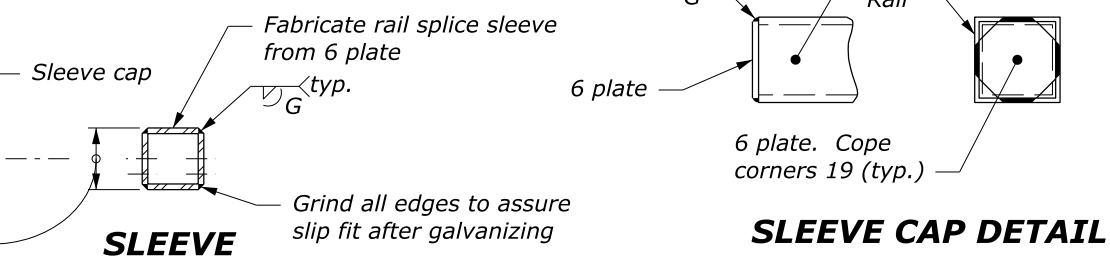 Fabricate rail splice sleeve
from 6 plate
Sleeve cap
typ.
G
Grind all edges to assure
slip fit after galvanizing
SLEEVE
G
Rail
6 plate
6 plate. Cope
corners 19 (typ.)
SLEEVE CAP DETAIL